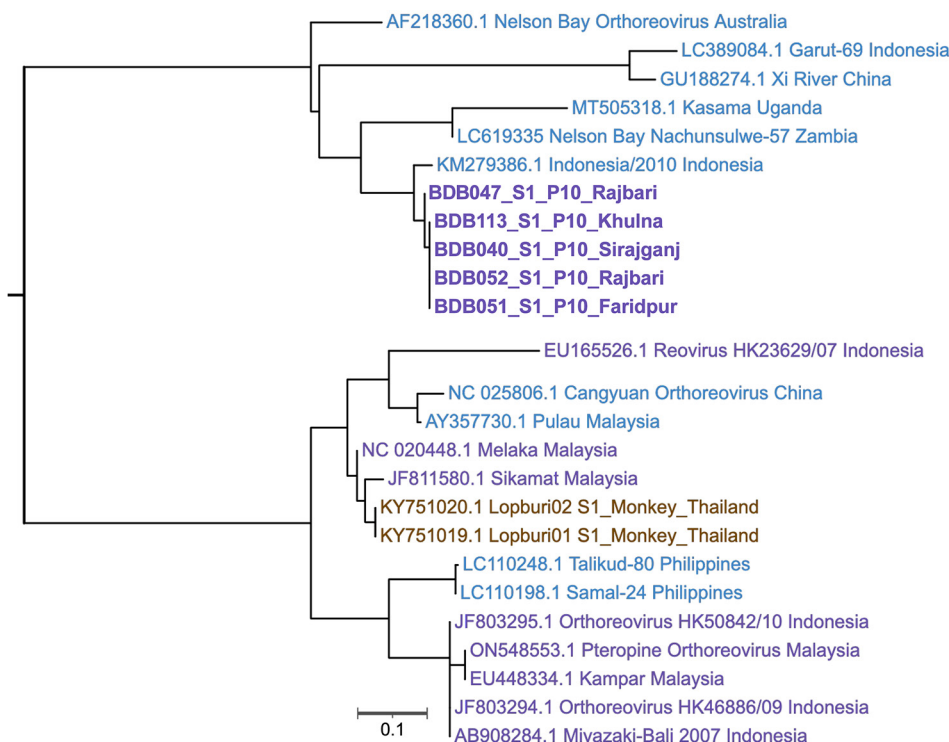 AF218360.1 Nelson Bay Orthoreovirus Australia
LC389084.1 Garut-69 Indonesia
GU188274.1 Xi River China
MT505318.1 Kasama Uganda
LC619335 Nelson Bay Nachunsulwe-57 Zambia
KM279386.1 Indonesia/2010 Indonesia
BDB047_S1_P10_Rajbari
BDB113_S1_P10_Khulna
BDB040_S1_P10_Sirajganj
BDB052_S1_P10_Rajbari
BDB051_S1_P10_Faridpur
EU165526.1 Reovirus HK23629/07 Indonesia
NC 025806.1 Cangyuan Orthoreovirus China
AY357730.1 Pulau Malaysia
NC 020448.1 Melaka Malaysia
JF811580.1 Sikamat Malaysia
KY751020.1 Lopburi02 S1_Monkey_Thailand
KY751019.1 Lopburi01 S1_Monkey_Thailand
LC110248.1 Talikud-80 Philippines
LC110198.1 Samal-24 Philippines
JF803295.1 Orthoreovirus HK50842/10 Indonesia
ON548553.1 Pteropine Orthoreovirus Malaysia
EU448334.1 Kampar Malaysia
JF803294.1 Orthoreovirus HK46886/09 Indonesia
0.1
AB908284.1 Miyazaki-Bali 2007 Indonesia